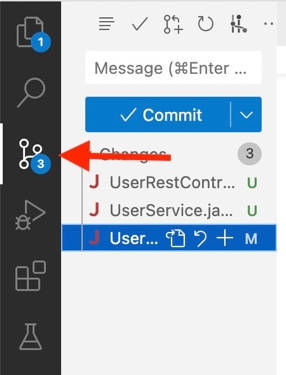 1
Message (⌘Enter ...
Commit
3
Changes 3
J UserRestContr... U
J UserService.ja... U
J User... M